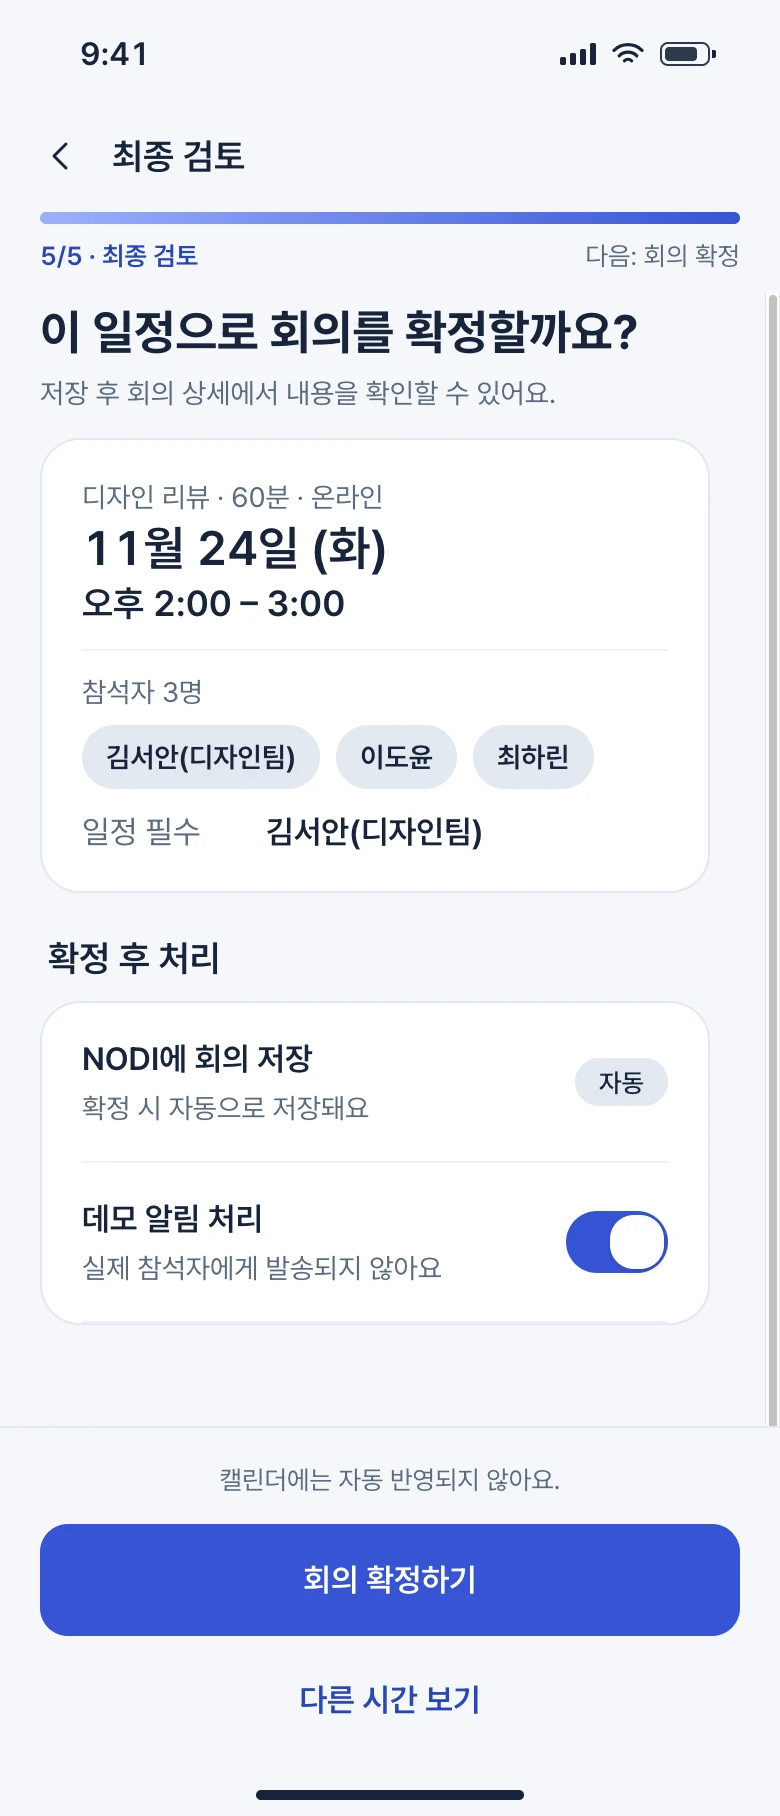 9:41
최종 검토
5/5 · 최종 검토
다음: 회의 확정
이 일정으로 회의를 확정할까요?
저장 후 회의 상세에서 내용을 확인할 수 있어요.
디자인 리뷰 · 60분 · 온라인
11월 24일 (화)
오후 2:00 – 3:00
참석자 3명
김서안(디자인팀) 이도윤 최하린
일정 필수 김서안(디자인팀)
확정 후 처리
NODI에 회의 저장
확정 시 자동으로 저장돼요
자동
데모 알림 처리
실제 참석자에게 발송되지 않아요
캘린더에는 자동 반영되지 않아요.
회의 확정하기
다른 시간 보기